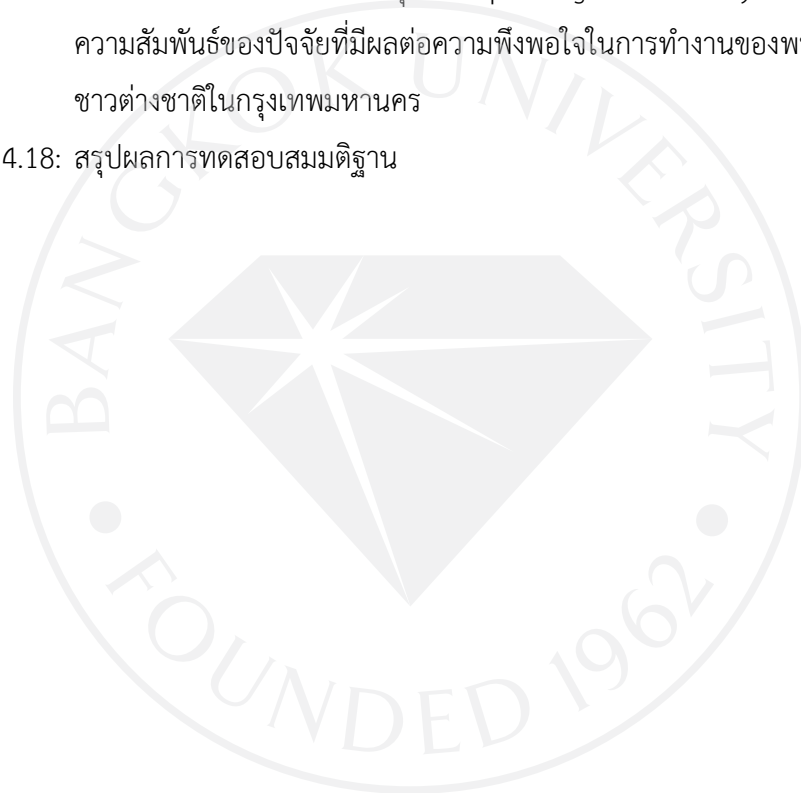 ความสัมพันธ์ของปัจจัยที่มีผลต่อความพึงพอใจในการทำงานของ
ชาวต่างชาติในกรุงเทพมหานคร
4.18: สรุปผลการทดสอบสมมติฐาน
BANGKOK UNIVERSITY
FOUNDED 1962